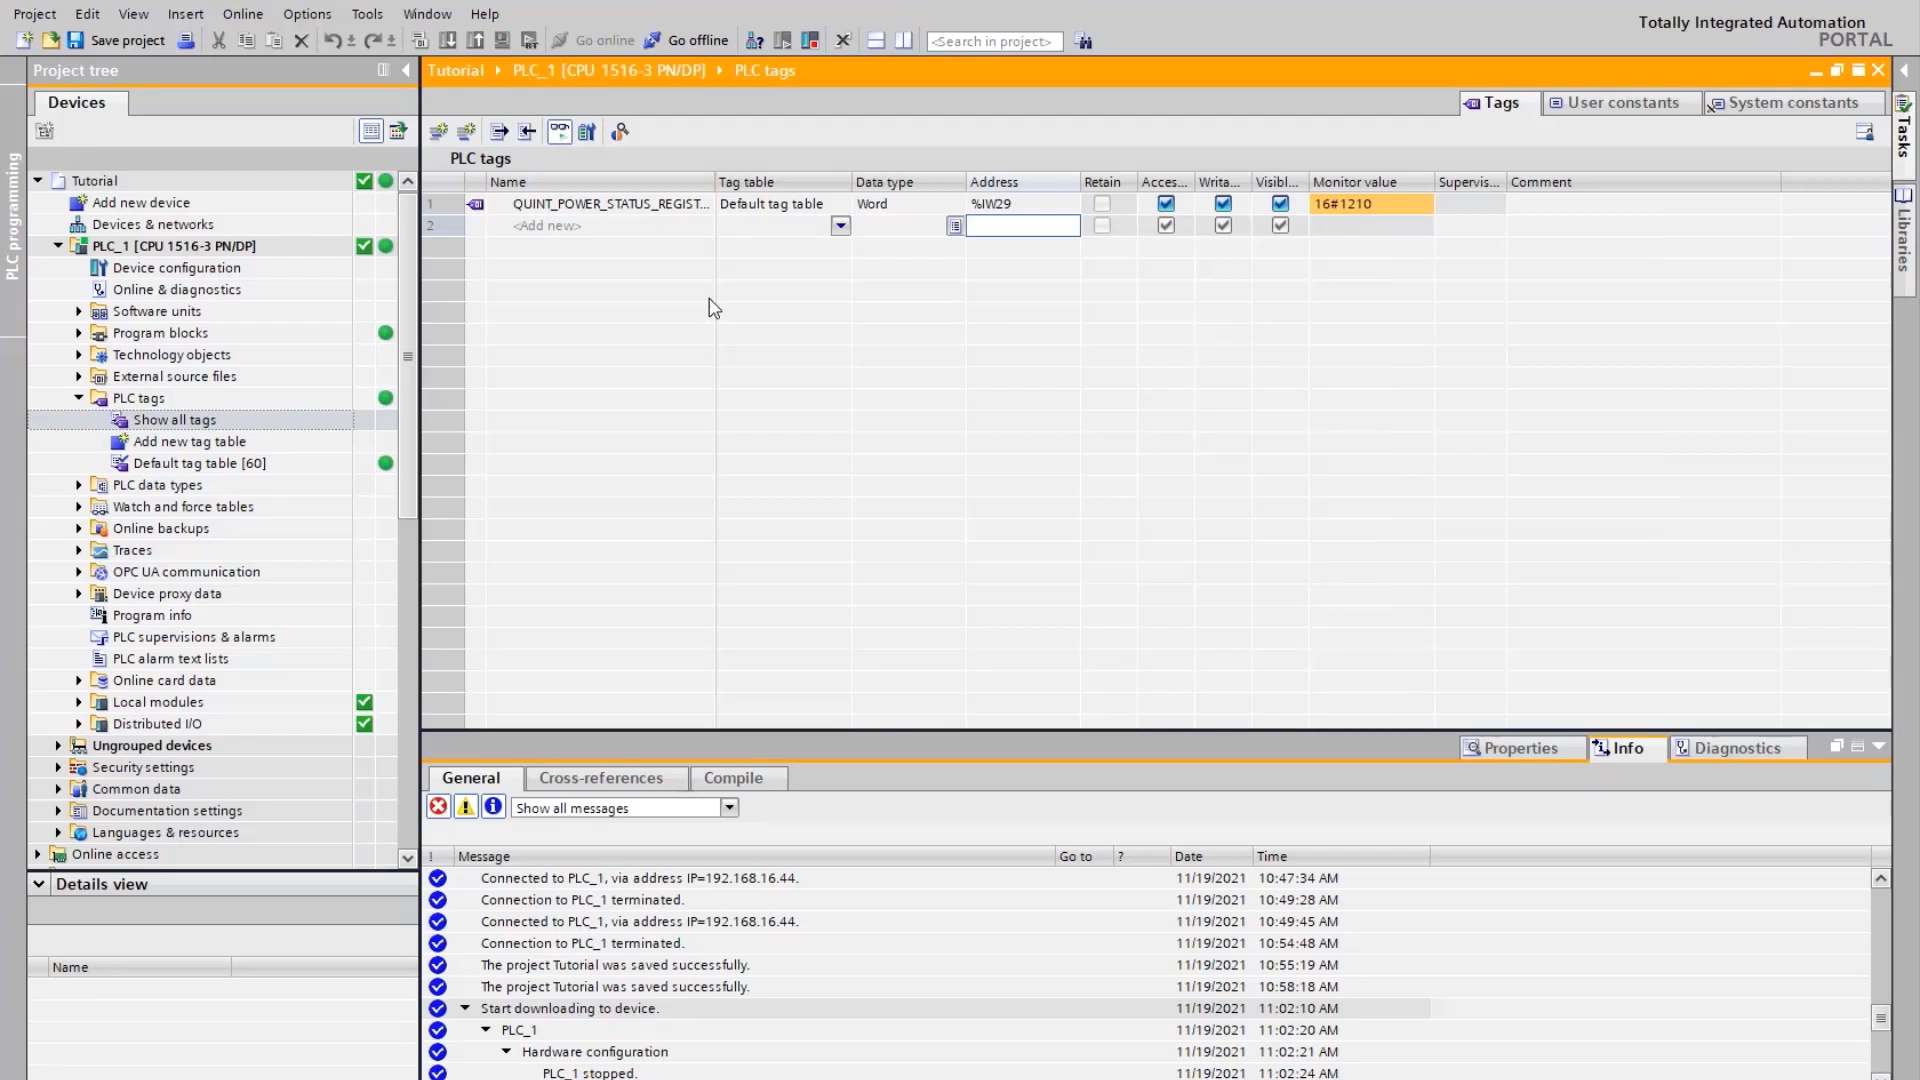 Project Edit View Insert Online Options Tools Window Help
Totally Integrated Automation
PORTAL
Save project Go online Go offline <Search in project>
Project tree
Tutorial PLC_1 [CPU 1516-3 PN/DP] PLC tags
Devices
Tags User constants System constants
PLC tags
Name Tag table Data type Address Retain Acces... Writa... Visibl... Monitor value Supervis... Comment
1 QUINT_POWER_STATUS_REGIST... Default tag table Word %IW29 16#1210
2 <Add new>
PLC programming
Tutorial
Add new device
Devices & networks
PLC_1 [CPU 1516-3 PN/DP]
Device configuration
Online & diagnostics
Software units
Program blocks
Technology objects
External source files
PLC tags
Show all tags
Add new tag table
Default tag table [60]
PLC data types
Watch and force tables
Online backups
Traces
OPC UA communication
Device proxy data
Program info
PLC supervisions & alarms
PLC alarm text lists
Online card data
Local modules
Distributed I/O
Ungrouped devices
Security settings
Common data
Documentation settings
Languages & resources
Online access
Details view
Name
Tasks
Libraries
Properties Info Diagnostics
General Cross-references Compile
Show all messages
! Message Go to ? Date Time
Connected to PLC_1, via address IP=192.168.16.44. 11/19/2021 10:47:34 AM
Connection to PLC_1 terminated. 11/19/2021 10:49:28 AM
Connected to PLC_1, via address IP=192.168.16.44. 11/19/2021 10:49:45 AM
Connection to PLC_1 terminated. 11/19/2021 10:54:48 AM
The project Tutorial was saved successfully. 11/19/2021 10:55:19 AM
The project Tutorial was saved successfully. 11/19/2021 10:58:18 AM
Start downloading to device. 11/19/2021 11:02:10 AM
PLC_1 11/19/2021 11:02:20 AM
Hardware configuration 11/19/2021 11:02:21 AM
PLC_1 stopped. 11/19/2021 11:02:24 AM